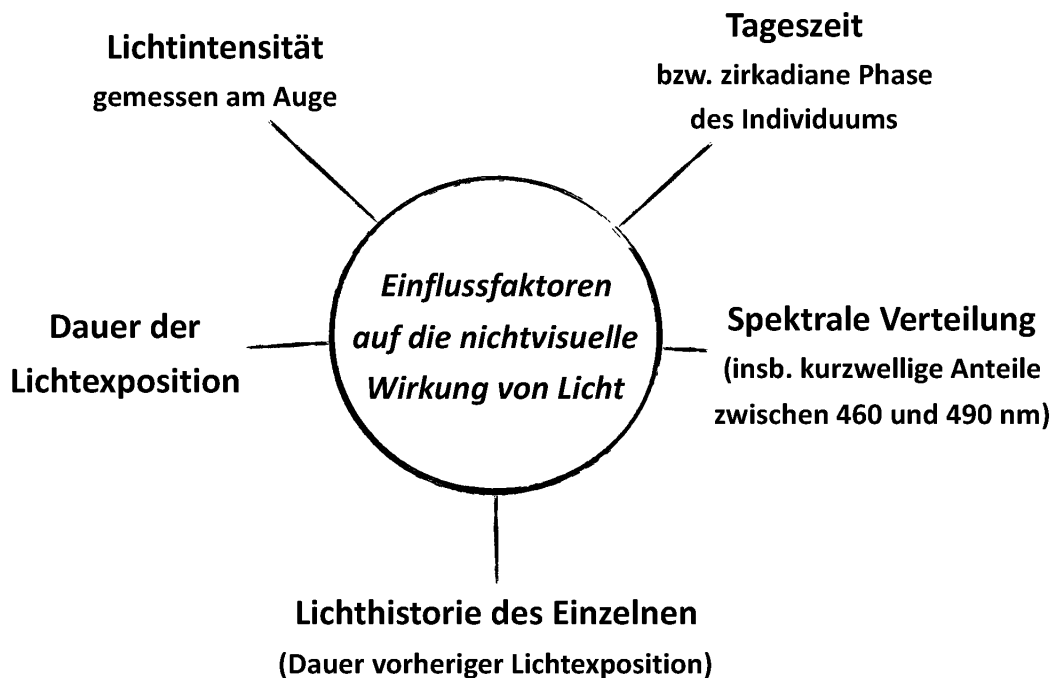 Lichtintensität
gemessen am Auge
Tageszeit
bzw. zirkadiane Phase
des Individuums
Einflussfaktoren
auf die nichtvisuelle
Wirkung von Licht
Dauer der
Lichtexposition
Spektrale Verteilung
(insb. kurzwellige Anteile
zwischen 460 und 490 nm)
Lichthistorie des Einzelnen
(Dauer vorheriger Lichtexposition)